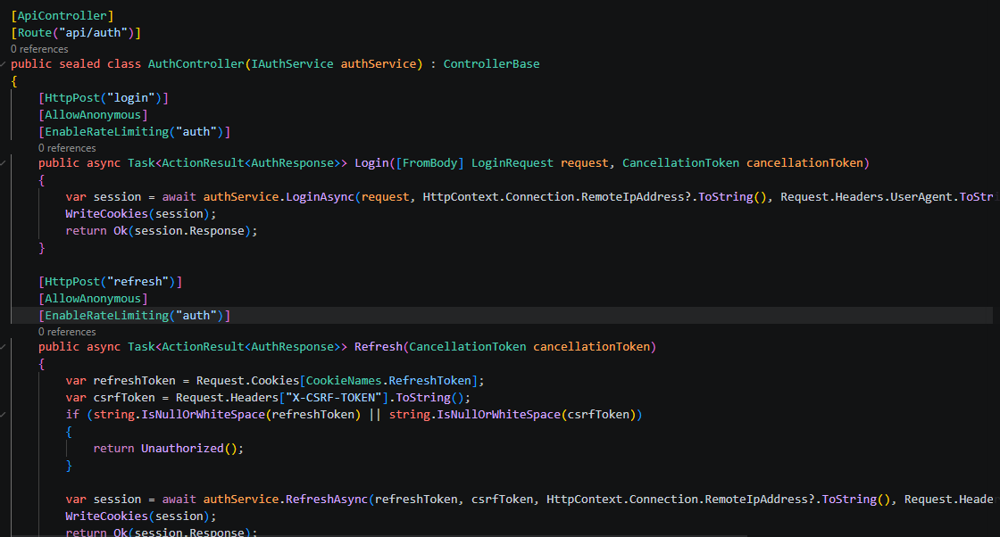 [ApiController]
[Route("api/auth")]
0 references
public sealed class AuthController(IAuthService authService) : ControllerBase
{
[HttpPost("login")]
[AllowAnonymous]
[EnableRateLimiting("auth")]
0 references
public async Task<ActionResult<AuthResponse>> Login([FromBody] LoginRequest request, CancellationToken cancellationToken)
{
var session = await authService.LoginAsync(request, HttpContext.Connection.RemoteIpAddress?.ToString(), Request.Headers.UserAgent.ToStr
WriteCookies(session);
return Ok(session.Response);
}
[HttpPost("refresh")]
[AllowAnonymous]
[EnableRateLimiting("auth")]
0 references
public async Task<ActionResult<AuthResponse>> Refresh(CancellationToken cancellationToken)
{
var refreshToken = Request.Cookies[CookieNames.RefreshToken];
var csrfToken = Request.Headers["X-CSRF-TOKEN"].ToString();
if (string.IsNullOrWhiteSpace(refreshToken) || string.IsNullOrWhiteSpace(csrfToken))
{
return Unauthorized();
}
var session = await authService.RefreshAsync(refreshToken, csrfToken, HttpContext.Connection.RemoteIpAddress?.ToString(), Request.Heade
WriteCookies(session);
return Ok(session.Response);